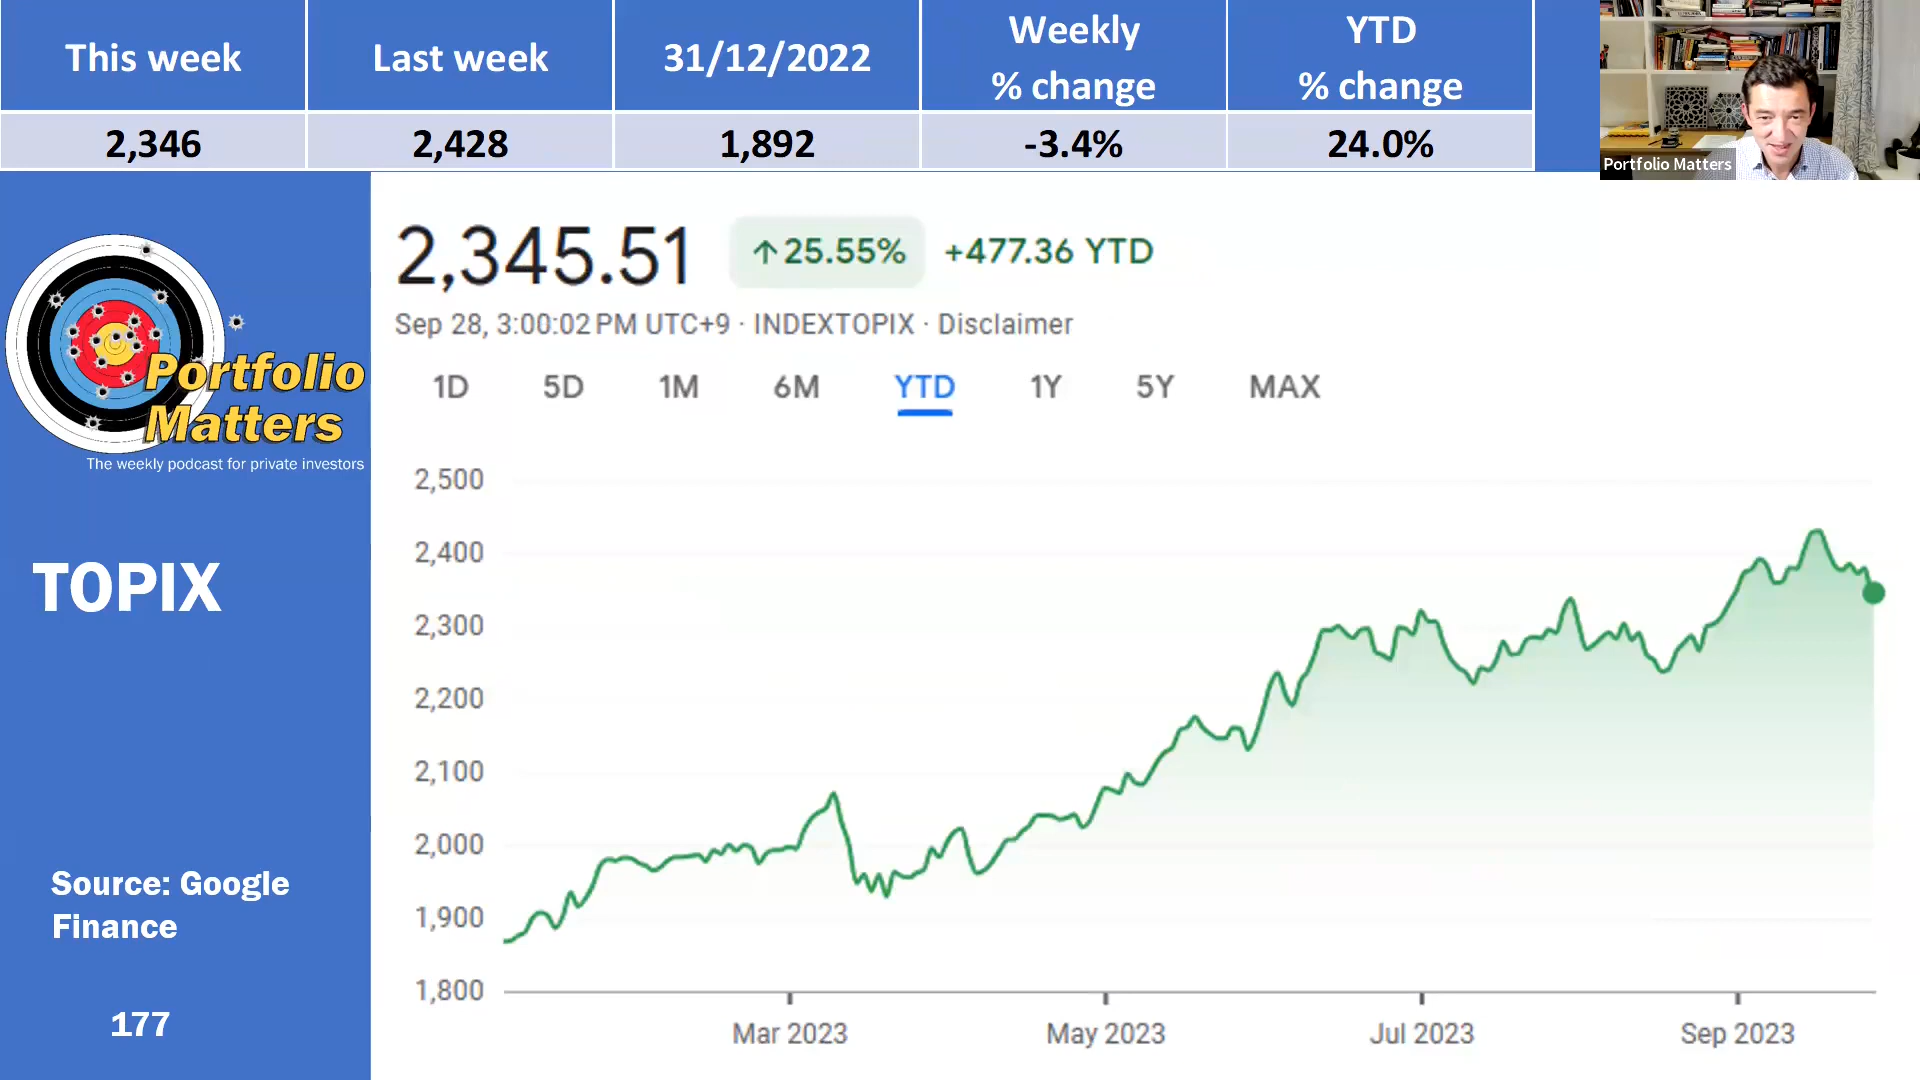 This week
Last week
31/12/2022
Weekly
% change
YTD
% change
2,346
2,428
1,892
-3.4%
24.0%
Portfolio Matters
Portfolio
Matters
The weekly podcast for private investors
TOPIX
Source: Google
Finance
177
2,345.51
↑25.55%
+477.36 YTD
Sep 28, 3:00:02 PM UTC+9 · INDEXTOPIX · Disclaimer
1D
5D
1M
6M
YTD
1Y
5Y
MAX
2,500
2,400
2,300
2,200
2,100
2,000
1,900
1,800
Mar 2023
May 2023
Jul 2023
Sep 2023